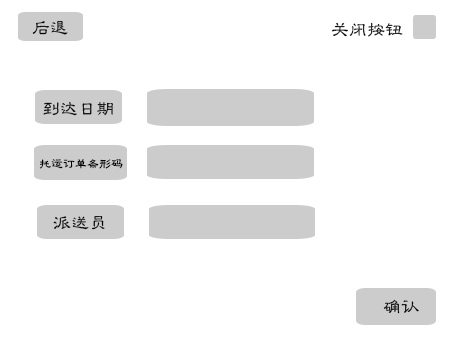 后退
关闭按钮
到达日期
托运订单条形码
派送员
确认